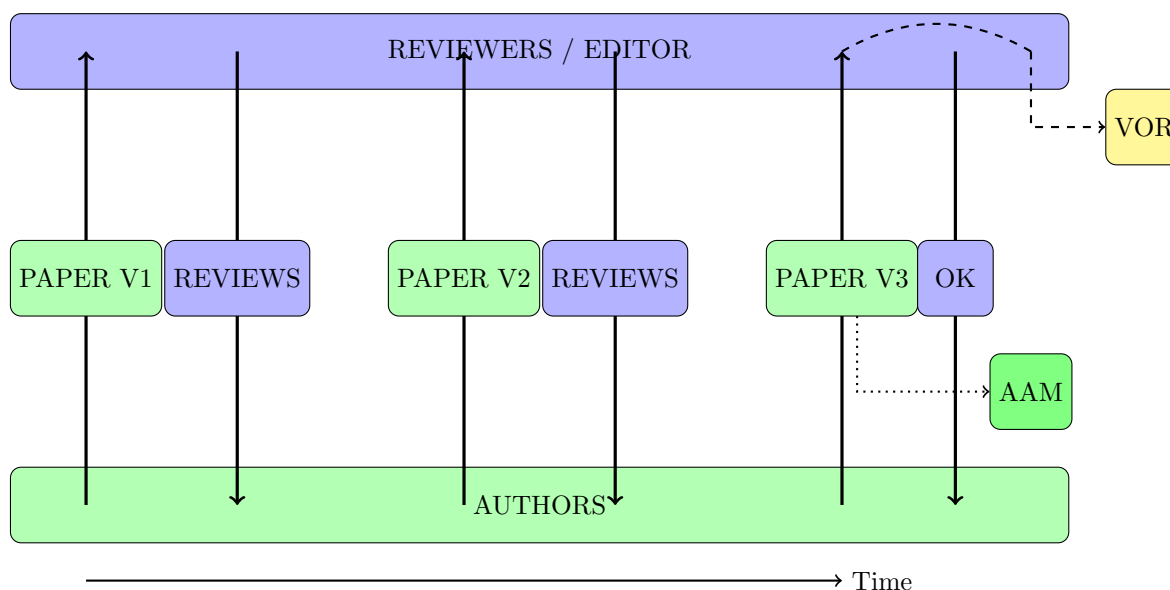 REVIEWERS / EDITOR
VOR
PAPER V1
REVIEWS
PAPER V2
REVIEWS
PAPER V3
OK
AAM
AUTHORS
Time